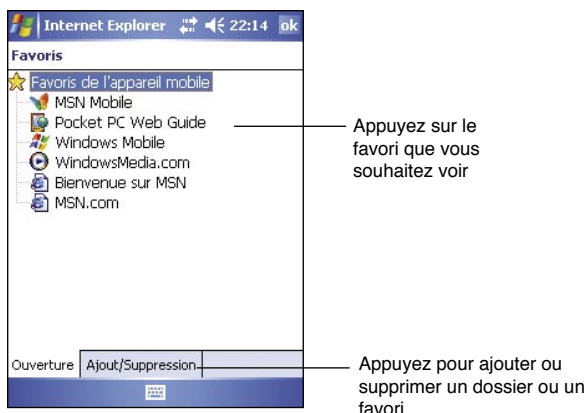 Internet Explorer 22:14 ok
Favoris
Favoris de l'appareil mobile
MSN Mobile
Pocket PC Web Guide
Windows Mobile
WindowsMedia.com
Bienvenue sur MSN
MSN.com
Appuyez sur le
favori que vous
souhaitez voir
Ouverture Ajout/Suppression
Appuyez pour ajouter ou
supprimer un dossier ou un
favori